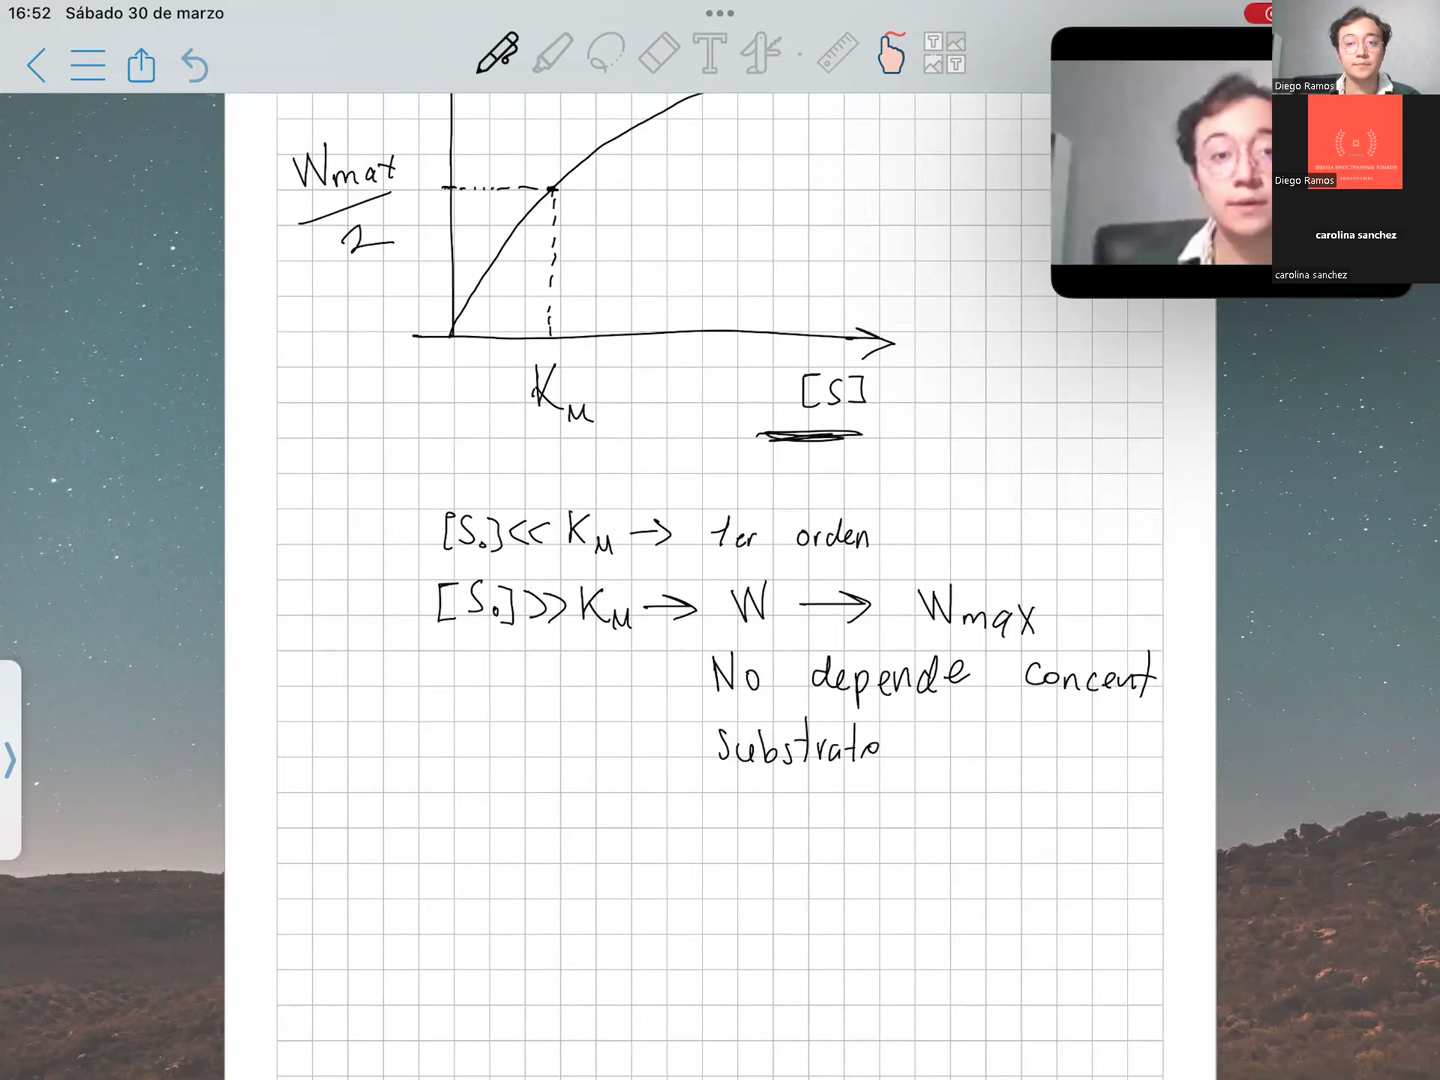 16:52 Sábado 30 de marzo
Diego Ramos
Diego Ramos
carolina sanchez
carolina sanchez
Wmax
2
KM
[S]
[S₀] << KM → 1er orden
[S₀] >> KM → W → Wmax
No depende concent
substrato